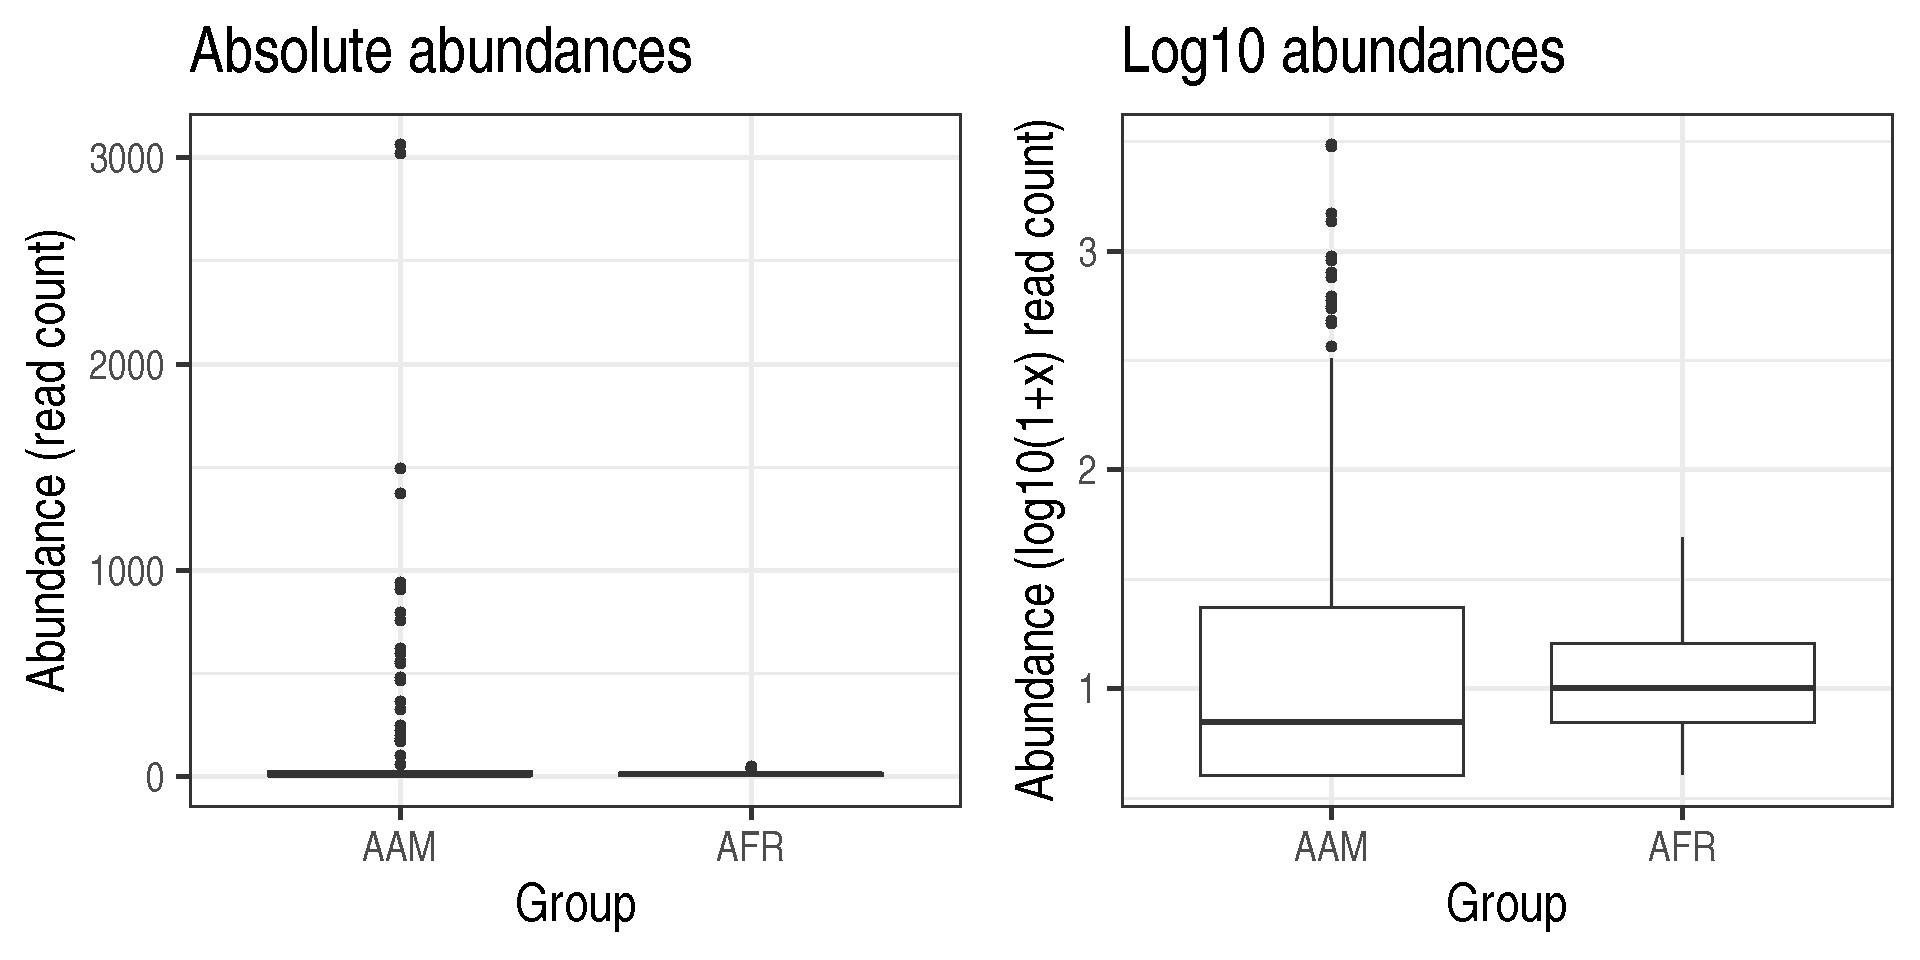 Absolute abundances
Abundance (read count)
3000
2000
1000
0
AAM
AFR
Group
Log10 abundances
Abundance (log10(1+x) read count)
3
2
1
AAM
AFR
Group